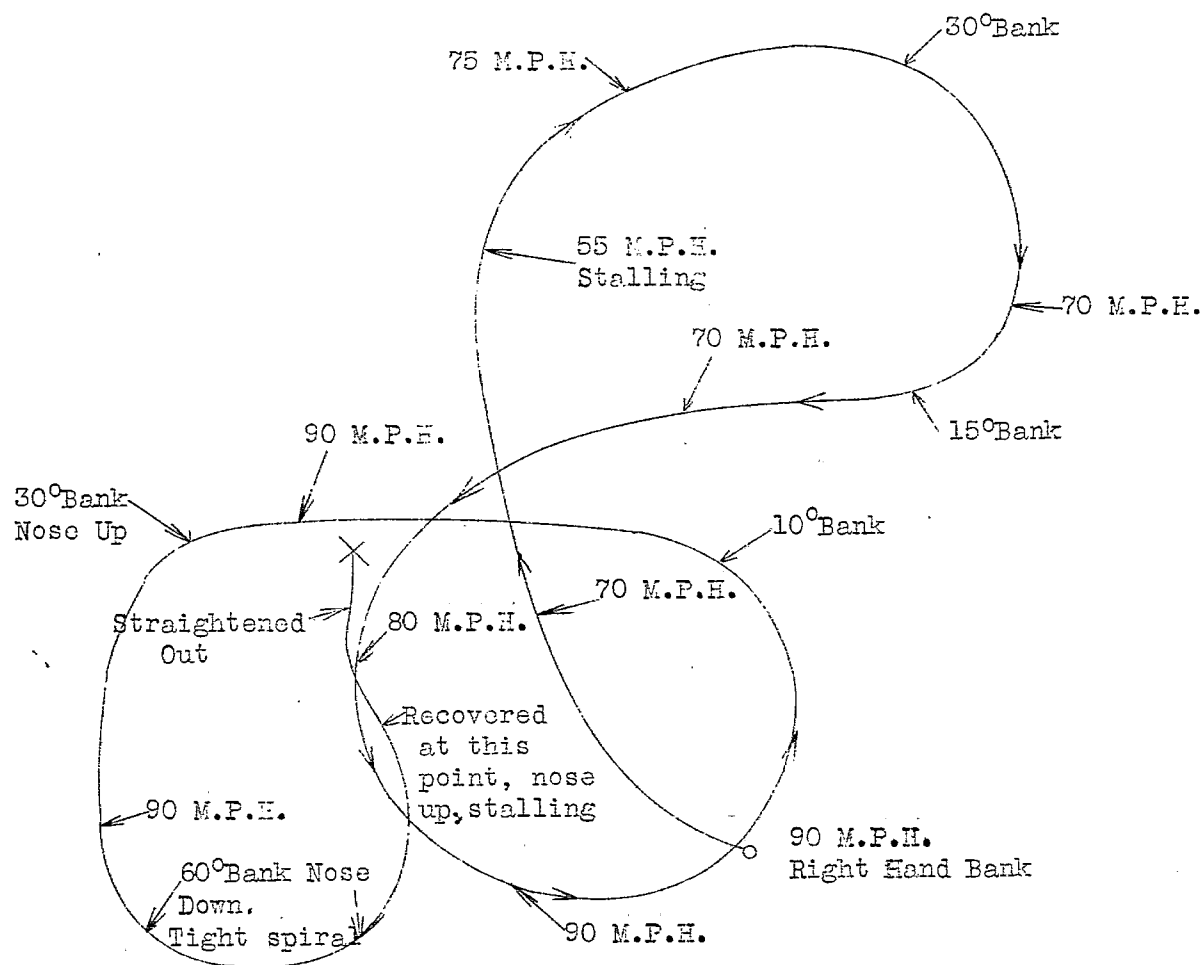 30°Bank
75 M.P.H.
55 M.P.H.
Stalling
70 M.P.H.
70 M.P.H.
15°Bank
90 M.P.H.
30°Bank
Nose Up
10°Bank
70 M.P.H.
Straightened
Out
80 M.P.H.
Recovered
at this
point, nose
up, stalling
90 M.P.H.
90 M.P.H.
Right Hand Bank
60°Bank Nose
Down.
Tight spiral
90 M.P.H.